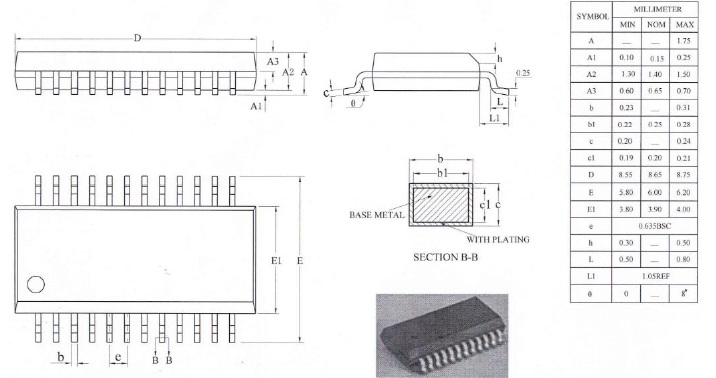 D
A3
A2
A
A1
h
0.25
c
θ
L
L1
E1
E
b
e
B
B
b
b1
c1
c
BASE METAL
WITH PLATING
SECTION B-B
SYMBOL MILLIMETER
MIN NOM MAX
A — — 1.75
A1 0.10 0.15 0.25
A2 1.30 1.40 1.50
A3 0.60 0.65 0.70
b 0.23 — 0.31
b1 0.22 0.25 0.28
c 0.20 — 0.24
c1 0.19 0.20 0.21
D 8.55 8.65 8.75
E 5.80 6.00 6.20
E1 3.80 3.90 4.00
e 0.635BSC
h 0.30 — 0.50
L 0.50 — 0.80
L1 1.05REF
θ 0 — 8°